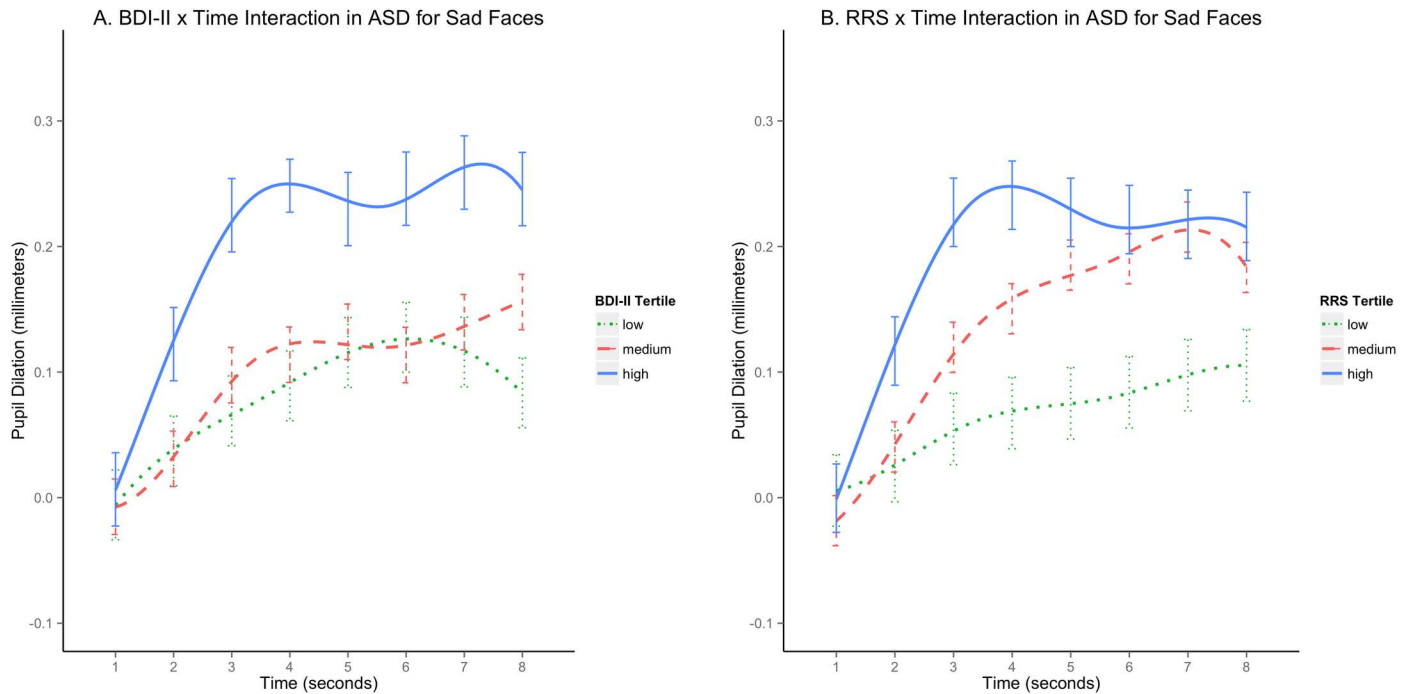 A. BDI-II x Time Interaction in ASD for Sad Faces
0.3
0.2
0.1
0.0
-0.1
Pupil Dilation (millimeters)
1 2 3 4 5 6 7 8
Time (seconds)
BDI-II Tertile
low
medium
high
B. RRS x Time Interaction in ASD for Sad Faces
0.3
0.2
0.1
0.0
-0.1
Pupil Dilation (millimeters)
1 2 3 4 5 6 7 8
Time (seconds)
RRS Tertile
low
medium
high